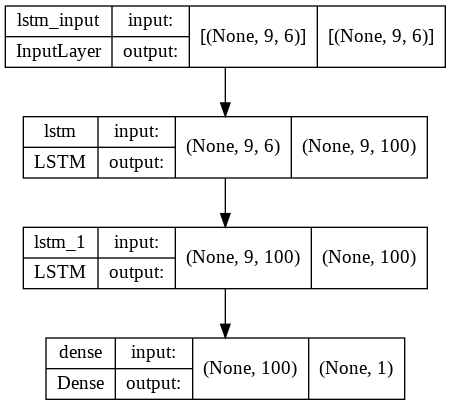 lstm_input input: [(None, 9, 6)] [(None, 9, 6)]
InputLayer output:
lstm input: (None, 9, 6) (None, 9, 100)
LSTM output:
lstm_1 input: (None, 9, 100) (None, 100)
LSTM output:
dense input: (None, 100) (None, 1)
Dense output: